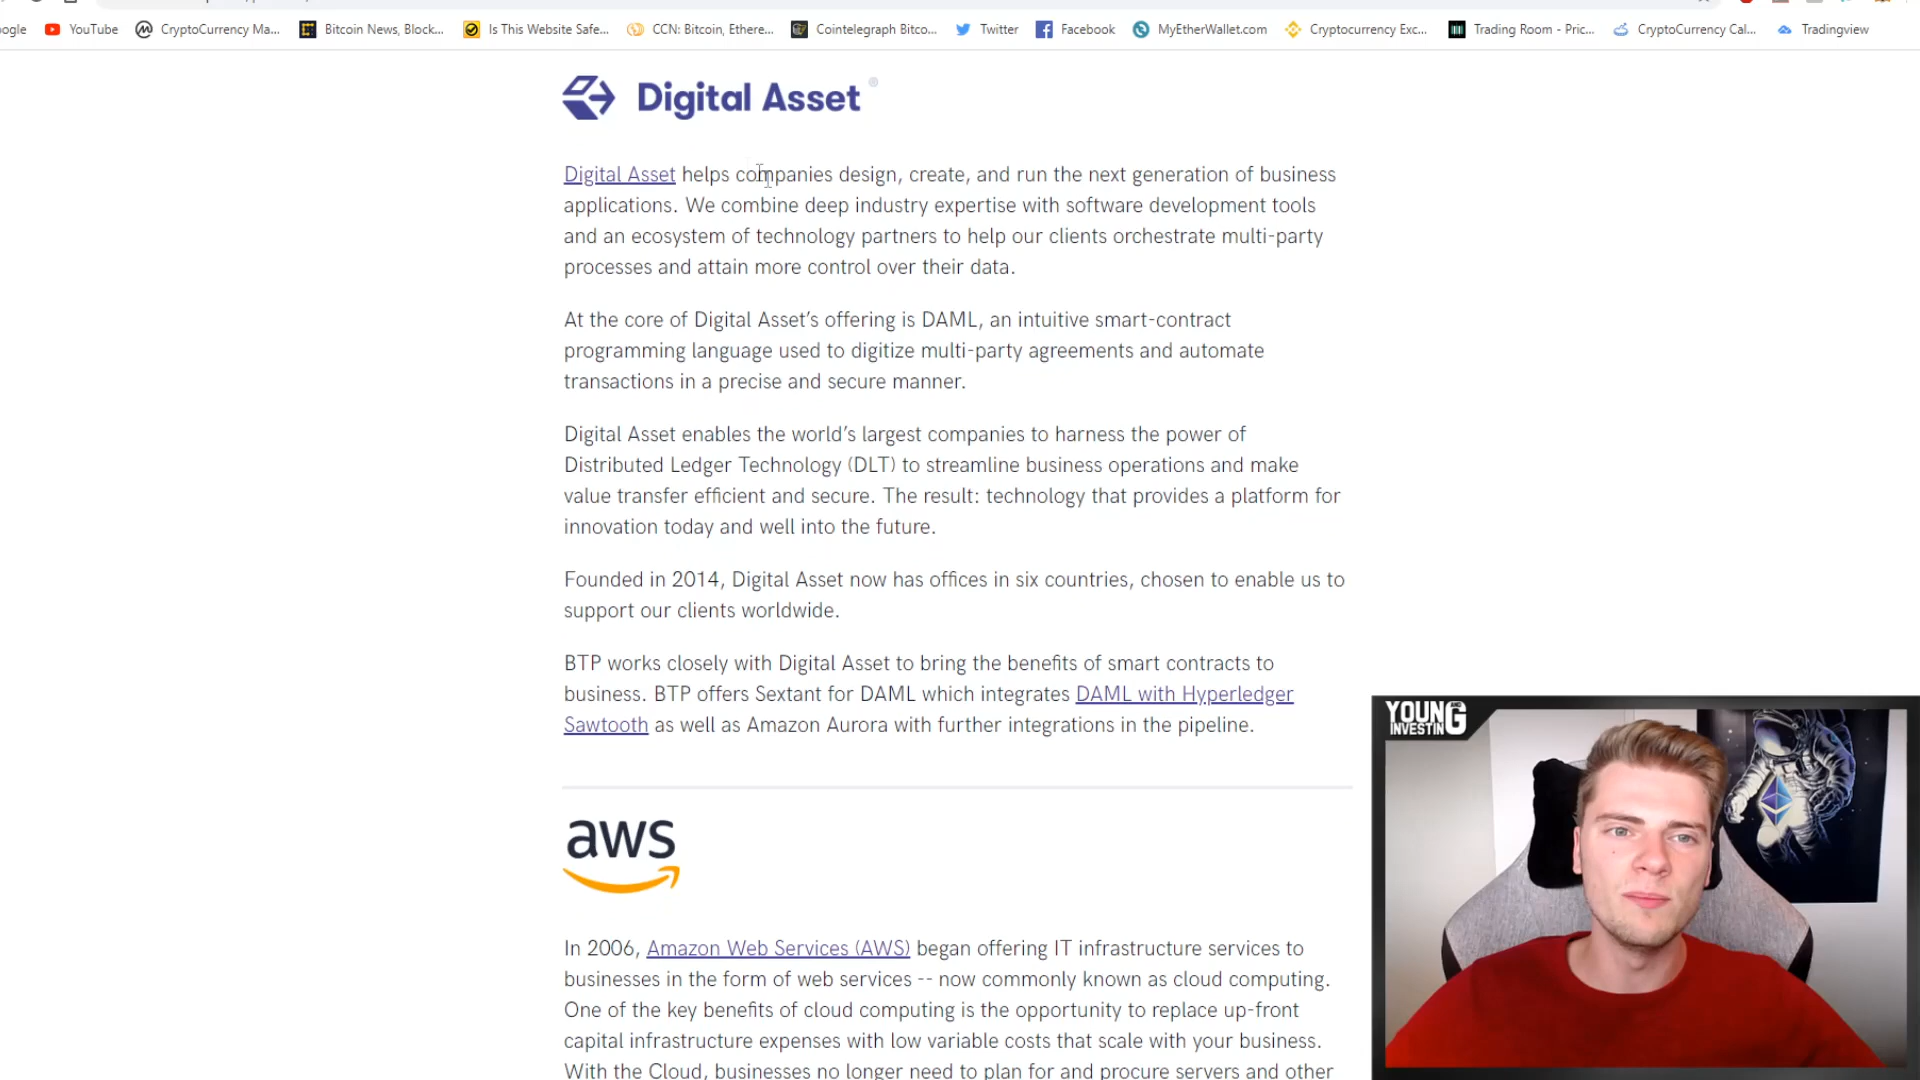 ogle YouTube CryptoCurrency Ma... Bitcoin News, Block... Is This Website Safe... CCN: Bitcoin, Ethere... Cointelegraph Bitco... Twitter Facebook MyEtherWallet.com Cryptocurrency Exc... Trading Room - Pric... CryptoCurrency Cal... Tradingview
Digital Asset ®
Digital Asset helps companies design, create, and run the next generation of business
applications. We combine deep industry expertise with software development tools
and an ecosystem of technology partners to help our clients orchestrate multi-party
processes and attain more control over their data.
At the core of Digital Asset’s offering is DAML, an intuitive smart-contract
programming language used to digitize multi-party agreements and automate
transactions in a precise and secure manner.
Digital Asset enables the world’s largest companies to harness the power of
Distributed Ledger Technology (DLT) to streamline business operations and make
value transfer efficient and secure. The result: technology that provides a platform for
innovation today and well into the future.
Founded in 2014, Digital Asset now has offices in six countries, chosen to enable us to
support our clients worldwide.
BTP works closely with Digital Asset to bring the benefits of smart contracts to
business. BTP offers Sextant for DAML which integrates DAML with Hyperledger
Sawtooth as well as Amazon Aurora with further integrations in the pipeline.
YOUNG AND
INVESTING
aws
In 2006, Amazon Web Services (AWS) began offering IT infrastructure services to
businesses in the form of web services -- now commonly known as cloud computing.
One of the key benefits of cloud computing is the opportunity to replace up-front
capital infrastructure expenses with low variable costs that scale with your business.
With the Cloud, businesses no longer need to plan for and procure servers and other